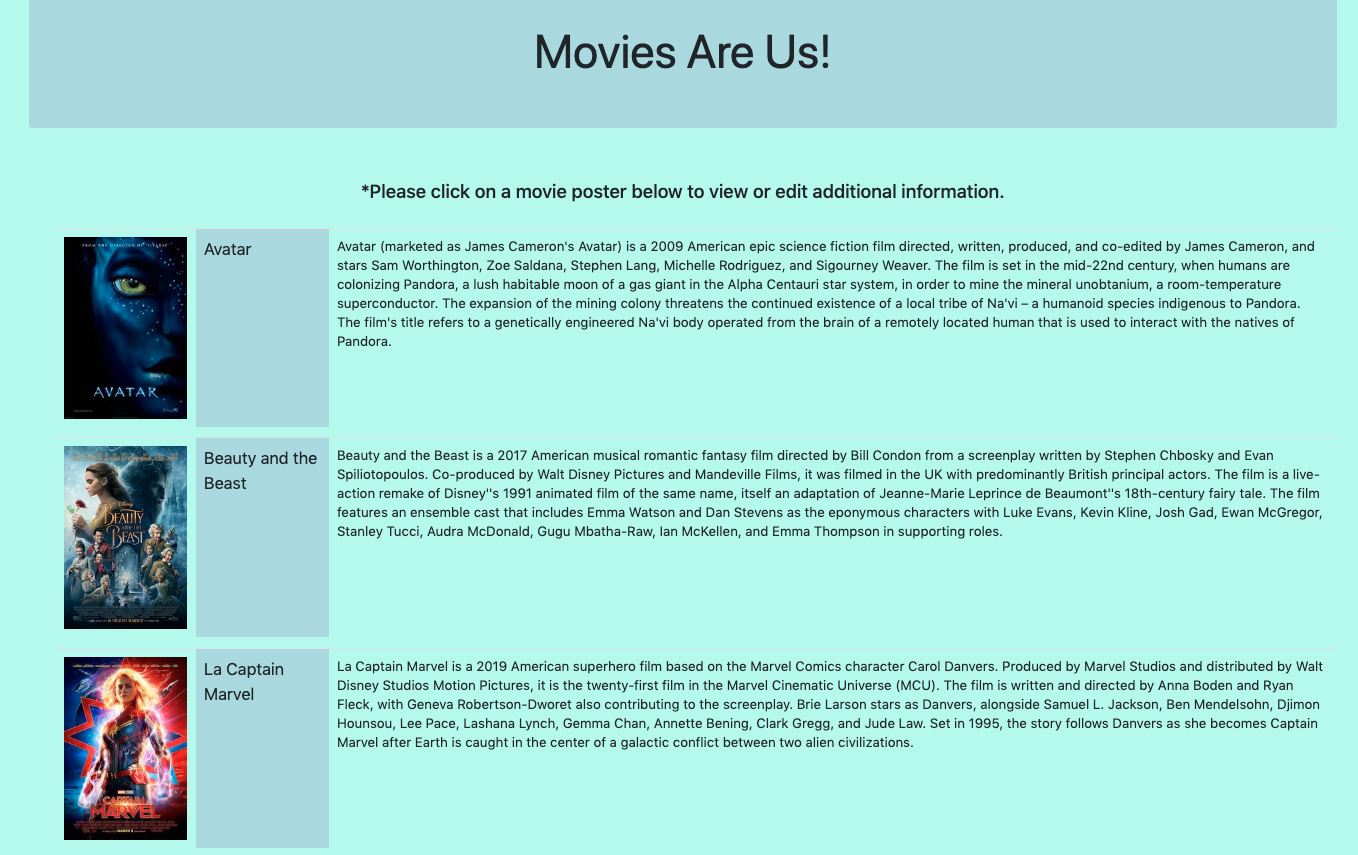 Movies Are Us!
*Please click on a movie poster below to view or edit additional information.
FROM THE DIRECTOR OF "TITANIC"
AVATAR
Avatar
Avatar (marketed as James Cameron's Avatar) is a 2009 American epic science fiction film directed, written, produced, and co-edited by James Cameron, and
stars Sam Worthington, Zoe Saldana, Stephen Lang, Michelle Rodriguez, and Sigourney Weaver. The film is set in the mid-22nd century, when humans are
colonizing Pandora, a lush habitable moon of a gas giant in the Alpha Centauri star system, in order to mine the mineral unobtanium, a room-temperature
superconductor. The expansion of the mining colony threatens the continued existence of a local tribe of Na'vi – a humanoid species indigenous to Pandora.
The film's title refers to a genetically engineered Na'vi body operated from the brain of a remotely located human that is used to interact with the natives of
Pandora.
Disney
BEAUTY
AND THE
BEAST
Beauty and the
Beast
Beauty and the Beast is a 2017 American musical romantic fantasy film directed by Bill Condon from a screenplay written by Stephen Chbosky and Evan
Spiliotopoulos. Co-produced by Walt Disney Pictures and Mandeville Films, it was filmed in the UK with predominantly British principal actors. The film is a live-
action remake of Disney''s 1991 animated film of the same name, itself an adaptation of Jeanne-Marie Leprince de Beaumont''s 18th-century fairy tale. The film
features an ensemble cast that includes Emma Watson and Dan Stevens as the eponymous characters with Luke Evans, Kevin Kline, Josh Gad, Ewan McGregor,
Stanley Tucci, Audra McDonald, Gugu Mbatha-Raw, Ian McKellen, and Emma Thompson in supporting roles.
CAPTAIN
MARVEL
MARCH 8
La Captain
Marvel
La Captain Marvel is a 2019 American superhero film based on the Marvel Comics character Carol Danvers. Produced by Marvel Studios and distributed by Walt
Disney Studios Motion Pictures, it is the twenty-first film in the Marvel Cinematic Universe (MCU). The film is written and directed by Anna Boden and Ryan
Fleck, with Geneva Robertson-Dworet also contributing to the screenplay. Brie Larson stars as Danvers, alongside Samuel L. Jackson, Ben Mendelsohn, Djimon
Hounsou, Lee Pace, Lashana Lynch, Gemma Chan, Annette Bening, Clark Gregg, and Jude Law. Set in 1995, the story follows Danvers as she becomes Captain
Marvel after Earth is caught in the center of a galactic conflict between two alien civilizations.